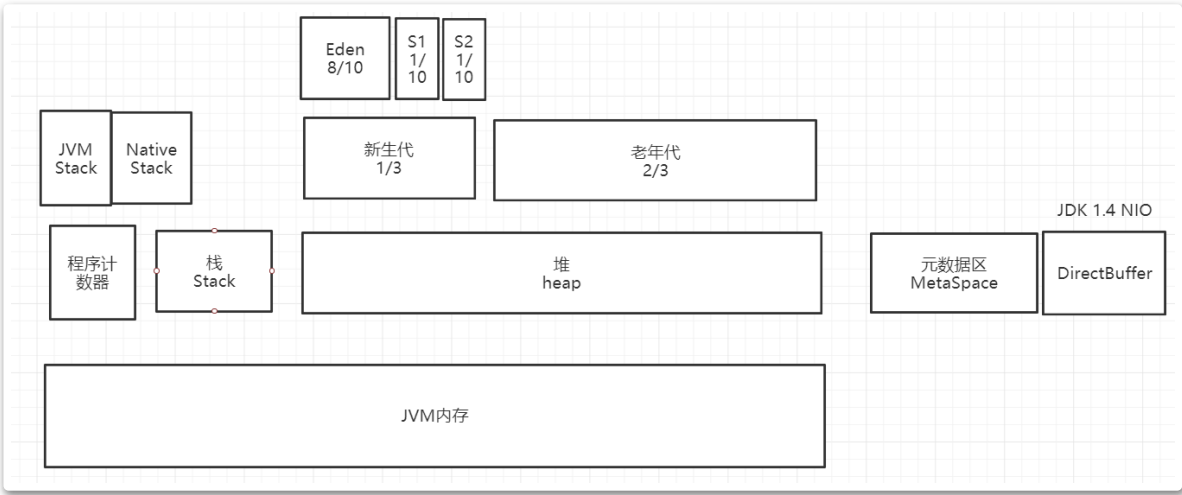 Eden
8/10
S1
1/
10
S2
1/
10
JVM
Stack
Native
Stack
新生代
1/3
老年代
2/3
JDK 1.4 NIO
程序计
数器
栈
Stack
堆
heap
元数据区
MetaSpace
DirectBuffer
JVM内存